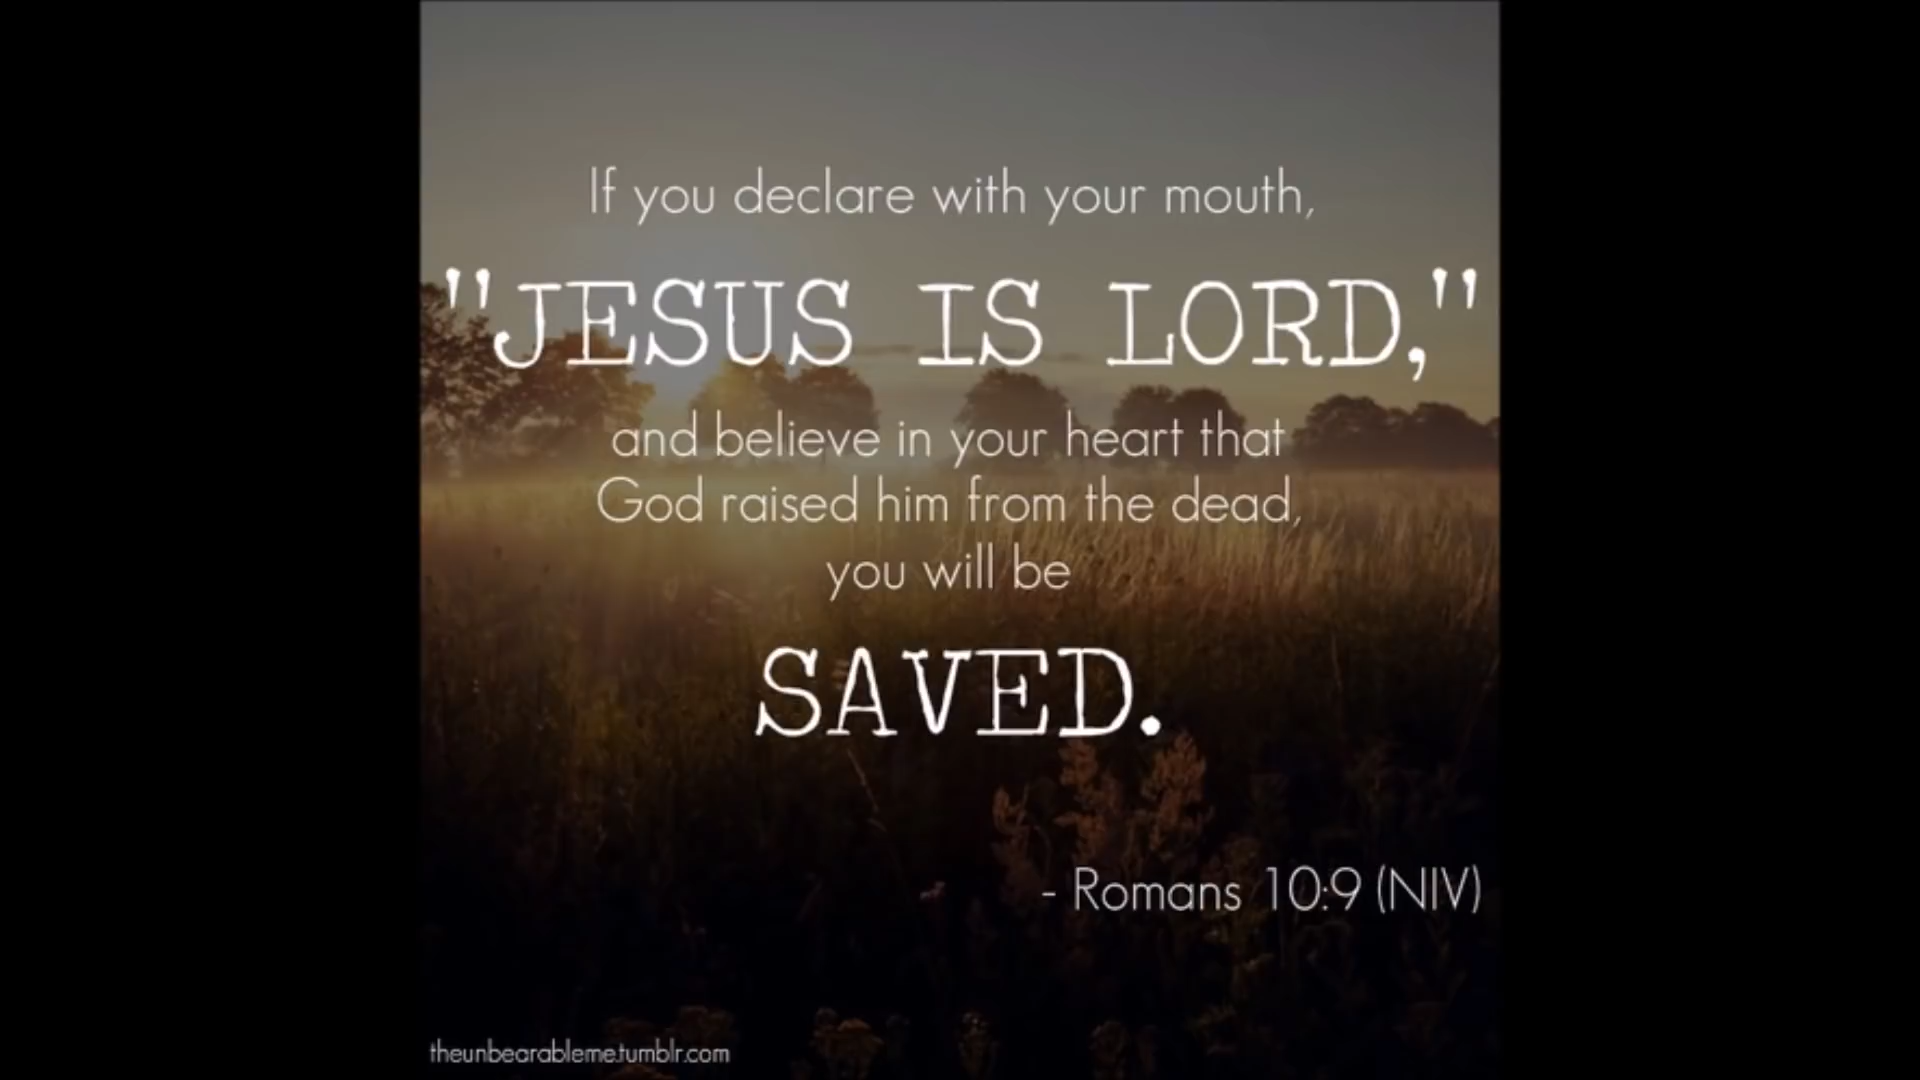 If you declare with your mouth,
"JESUS IS LORD,"
and believe in your heart that
God raised him from the dead,
you will be
SAVED.
- Romans 10:9 (NIV)
theunbearableme.tumblr.com